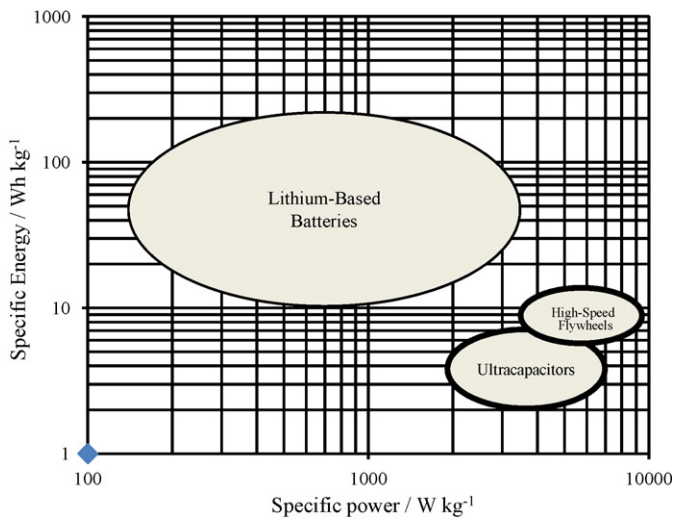 1000
100
10
1
Specific Energy / Wh kg-1
Lithium-Based
Batteries
High-Speed
Flywheels
Ultracapacitors
100
1000
10000
Specific power / W kg-1